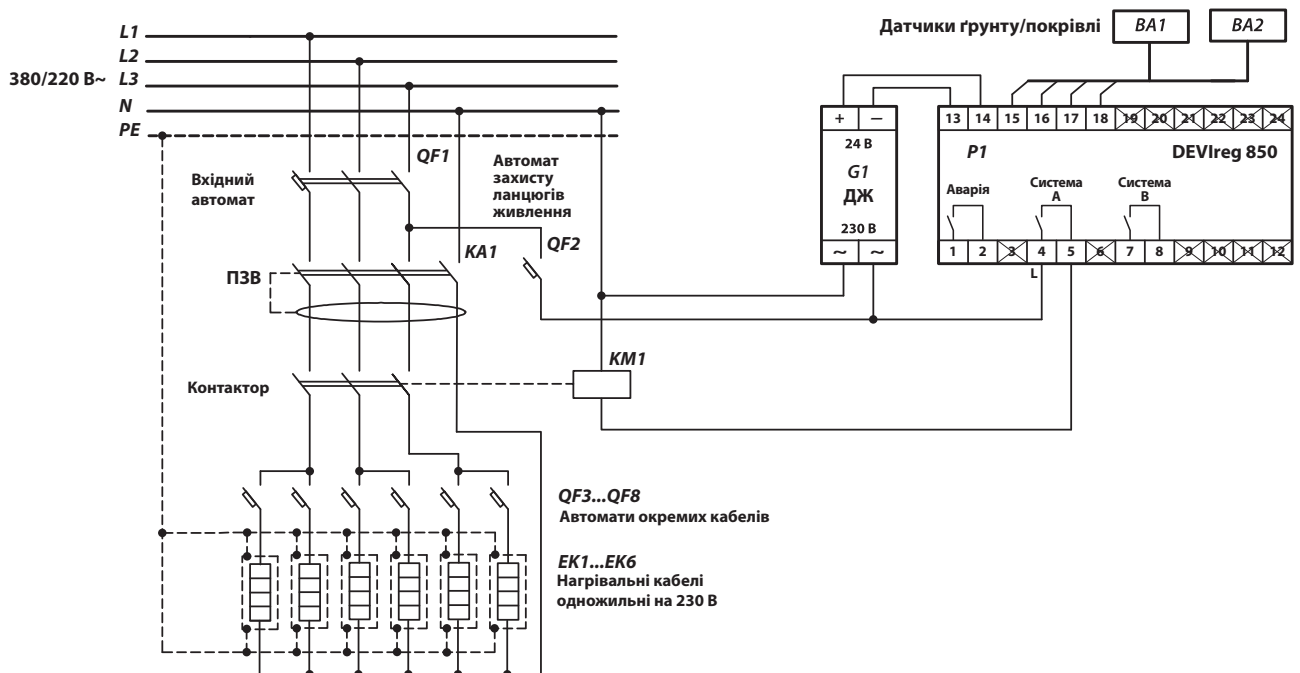 Датчики ґрунту/покрівлі
BA1
BA2
L1
L2
380/220 В~ L3
N
PE
13 14 15 16 17 18 19 20 21 22 23 24
P1
DEVIreg 850
Аварія
Система
А
Система
В
1 2 3 4 5 6 7 8 9 10 11 12
L
+ –
24 В
G1
ДЖ
230 В
~ ~
QF1
Вхідний
автомат
Автомат
захисту
ланцюгів
живлення
QF2
KA1
ПЗВ
KM1
Контактор
QF3...QF8
Автомати окремих кабелів
EK1...EK6
Нагрівальні кабелі
одножильні на 230 В